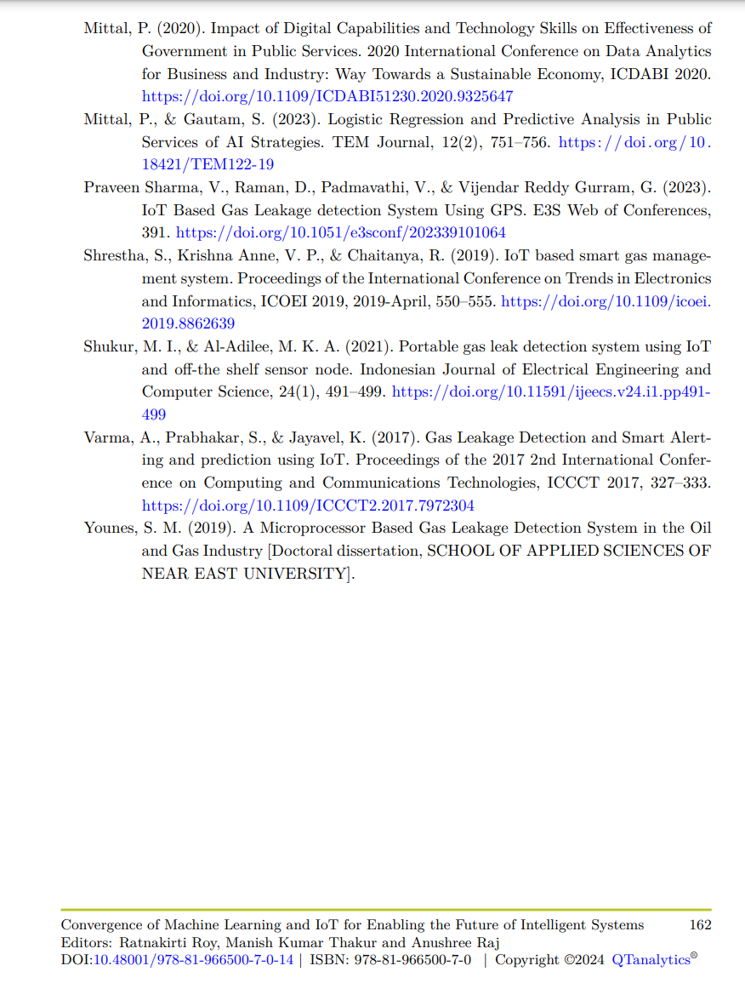 Mittal, P. (2020). Impact of Digital Capabilities and Technology Skills on Effectiveness of
Government in Public Services. 2020 International Conference on Data Analytics
for Business and Industry: Way Towards a Sustainable Economy, ICDABI 2020.
https://doi.org/10.1109/ICDABI51230.2020.9325647
Mittal, P., & Gautam, S. (2023). Logistic Regression and Predictive Analysis in Public
Services of AI Strategies. TEM Journal, 12(2), 751–756. https://doi.org/10.
18421/TEM122-19
Praveen Sharma, V., Raman, D., Padmavathi, V., & Vijendar Reddy Gurram, G. (2023).
IoT Based Gas Leakage detection System Using GPS. E3S Web of Conferences,
391. https://doi.org/10.1051/e3sconf/202339101064
Shrestha, S., Krishna Anne, V. P., & Chaitanya, R. (2019). IoT based smart gas manage-
ment system. Proceedings of the International Conference on Trends in Electronics
and Informatics, ICOEI 2019, 2019-April, 550–555. https://doi.org/10.1109/icoei.
2019.8862639
Shukur, M. I., & Al-Adilee, M. K. A. (2021). Portable gas leak detection system using IoT
and off-the shelf sensor node. Indonesian Journal of Electrical Engineering and
Computer Science, 24(1), 491–499. https://doi.org/10.11591/ijeecs.v24.i1.pp491-
499
Varma, A., Prabhakar, S., & Jayavel, K. (2017). Gas Leakage Detection and Smart Alert-
ing and prediction using IoT. Proceedings of the 2017 2nd International Confer-
ence on Computing and Communications Technologies, ICCCT 2017, 327–333.
https://doi.org/10.1109/ICCCT2.2017.7972304
Younes, S. M. (2019). A Microprocessor Based Gas Leakage Detection System in the Oil
and Gas Industry [Doctoral dissertation, SCHOOL OF APPLIED SCIENCES OF
NEAR EAST UNIVERSITY].
Convergence of Machine Learning and IoT for Enabling the Future of Intelligent Systems 162
Editors: Ratnakirti Roy, Manish Kumar Thakur and Anushree Raj
DOI:10.48001/978-81-966500-7-0-14 | ISBN: 978-81-966500-7-0 | Copyright ©2024 QTanalytics®